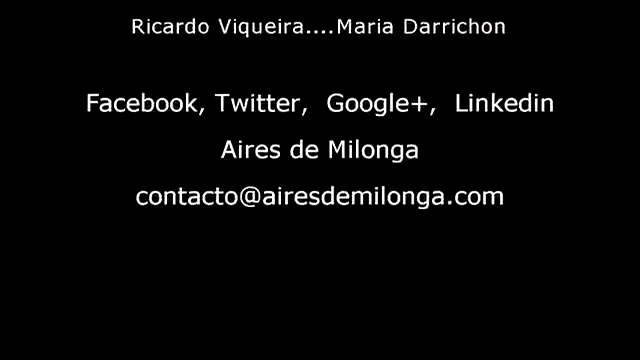 Ricardo Viqueira....Maria Darrichon
Facebook, Twitter,  Google+,  Linkedin
Aires de Milonga
contacto@airesdemilonga.com